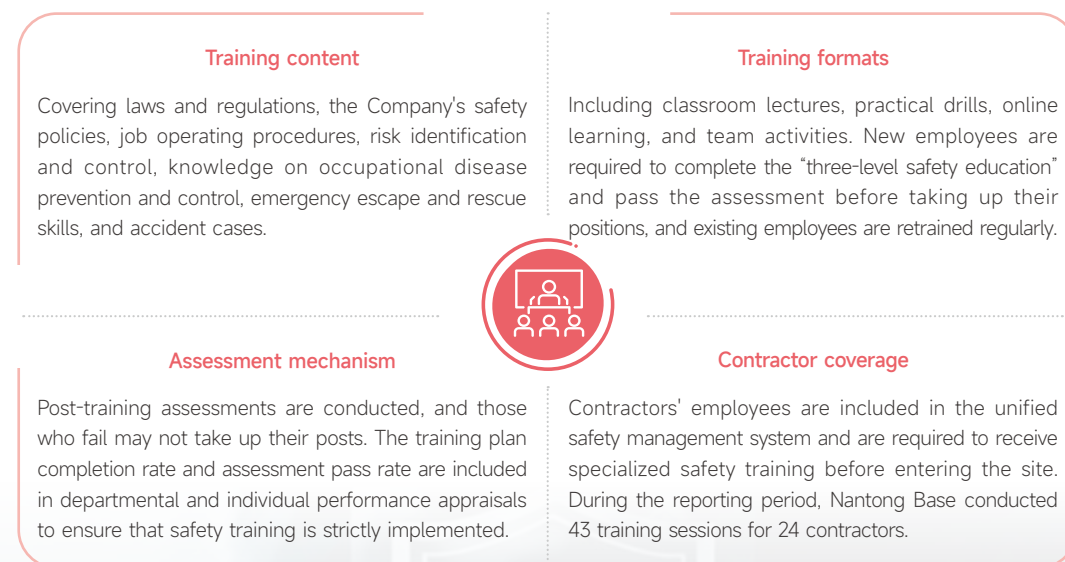 Training content
Covering laws and regulations, the Company's safety
policies, job operating procedures, risk identification
and control, knowledge on occupational disease
prevention and control, emergency escape and rescue
skills, and accident cases.
Training formats
Including classroom lectures, practical drills, online
learning, and team activities. New employees are
required to complete the “three-level safety education”
and pass the assessment before taking up their
positions, and existing employees are retrained regularly.
Assessment mechanism
Post-training assessments are conducted, and those
who fail may not take up their posts. The training plan
completion rate and assessment pass rate are included
in departmental and individual performance appraisals
to ensure that safety training is strictly implemented.
Contractor coverage
Contractors' employees are included in the unified
safety management system and are required to receive
specialized safety training before entering the site.
During the reporting period, Nantong Base conducted
43 training sessions for 24 contractors.